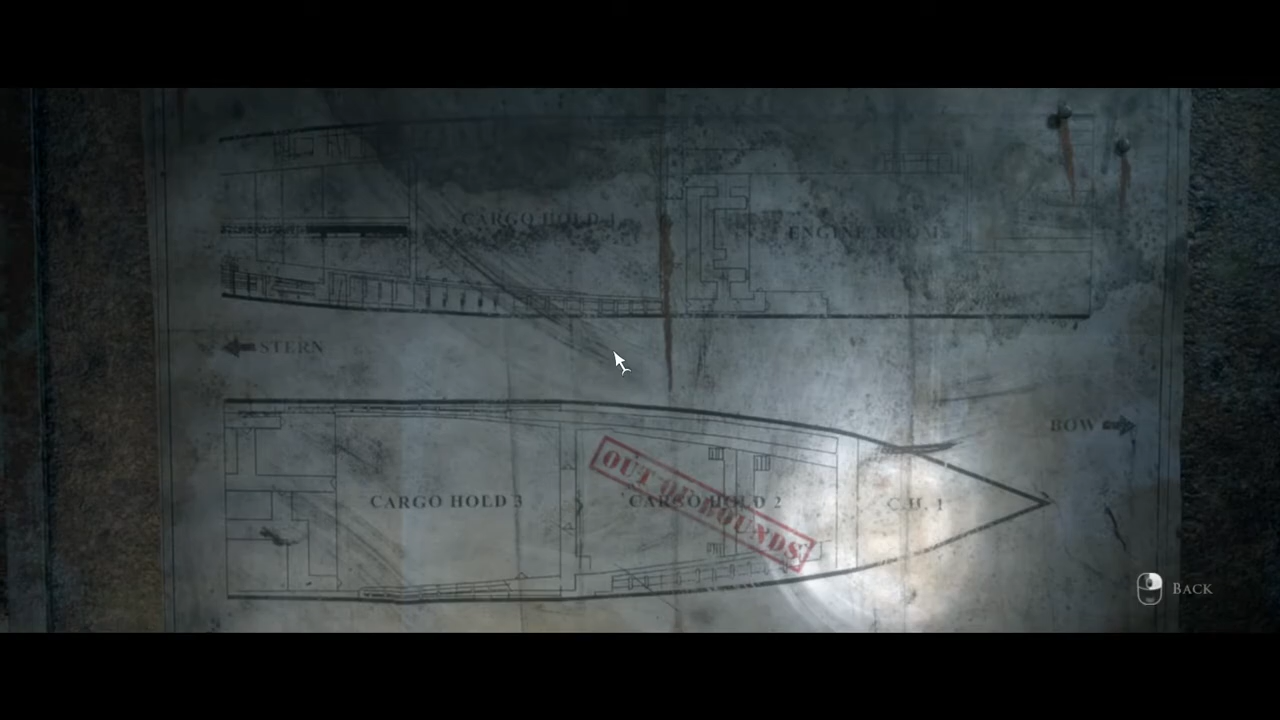 CARGO HOLD 4
ENGINE ROOM
STERN
BOW
CARGO HOLD 3
OUT OF BOUNDS
CARGO HOLD 2
C.H. 1
BACK